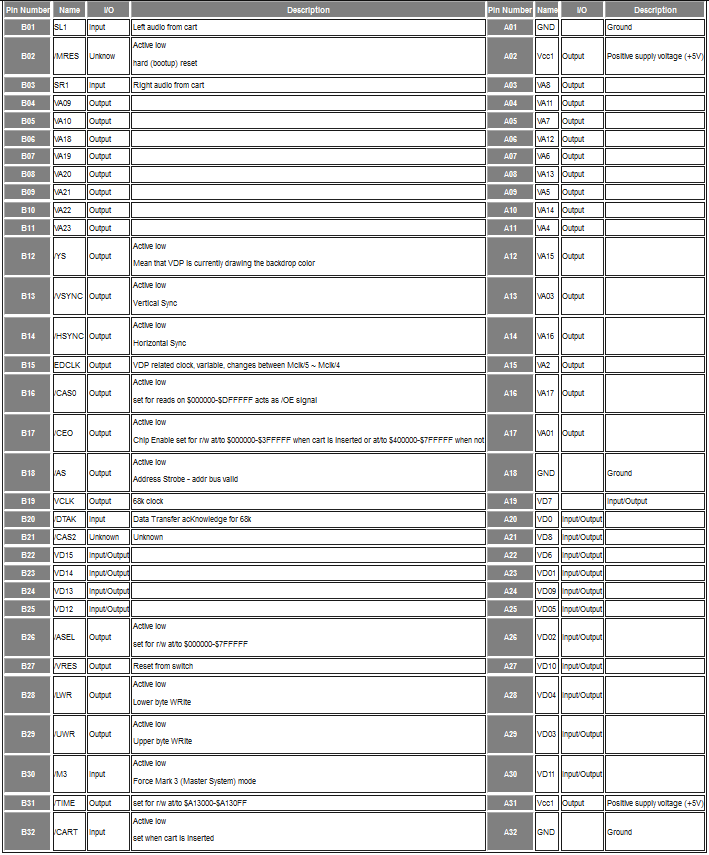 Pin Number Name I/O Description Pin Number Name I/O Description
B01 SL1 Input Left audio from cart A01 GND Ground
B02 /MRES Unknow Active low
hard (bootup) reset A02 Vcc1 Output Positive supply voltage (+5V)
B03 SR1 Input Right audio from cart A03 VA8 Output
B04 VA09 Output A04 VA11 Output
B05 VA10 Output A05 VA7 Output
B06 VA18 Output A06 VA12 Output
B07 VA19 Output A07 VA6 Output
B08 VA20 Output A08 VA13 Output
B09 VA21 Output A09 VA5 Output
B10 VA22 Output A10 VA14 Output
B11 VA23 Output A11 VA4 Output
B12 /YS Output Active low
Mean that VDP is currently drawing the backdrop color A12 VA15 Output
B13 /VSYNC Output Active low
Vertical Sync A13 VA03 Output
B14 /HSYNC Output Active low
Horizontal Sync A14 VA16 Output
B15 EDCLK Output VDP related clock, variable, changes between Mclk/5 ~ Mclk/4 A15 VA2 Output
B16 /CAS0 Output Active low
set for reads on $000000-$DFFFFF acts as /OE signal A16 VA17 Output
B17 /CEO Output Active low
Chip Enable set for r/w at/to $000000-$3FFFFF when cart is inserted or at/to $400000-$7FFFFF when not A17 VA01 Output
B18 /AS Output Active low
Address Strobe - addr bus valid A18 GND Ground
B19 VCLK Output 68k clock A19 VD7 Input/Output
B20 /DTAK Input Data Transfer acKnowledge for 68k A20 VD0 Input/Output
B21 /CAS2 Unknown Unknown A21 VD8 Input/Output
B22 VD15 Input/Output A22 VD6 Input/Output
B23 VD14 Input/Output A23 VD01 Input/Output
B24 VD13 Input/Output A24 VD09 Input/Output
B25 VD12 Input/Output A25 VD05 Input/Output
B26 /ASEL Output Active low
set for r/w at/to $000000-$7FFFFF A26 VD02 Input/Output
B27 /VRES Output Reset from switch A27 VD10 Input/Output
B28 /LWR Output Active low
Lower byte WRite A28 VD04 Input/Output
B29 /UWR Output Active low
Upper byte WRite A29 VD03 Input/Output
B30 /M3 Input Active low
Force Mark 3 (Master System) mode A30 VD11 Input/Output
B31 /TIME Output set for r/w at/to $A13000-$A130FF A31 Vcc1 Output Positive supply voltage (+5V)
B32 /CART Input Active low
set when cart is inserted A32 GND Ground